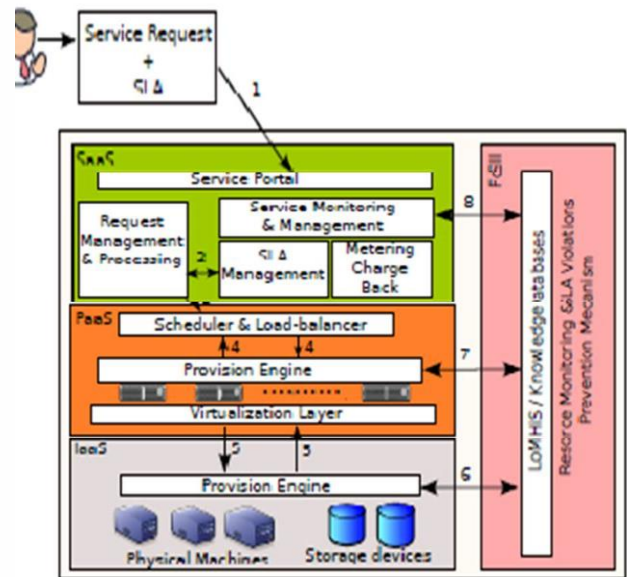 Service Request
+
SLA
1
SaaS
Service Portal
Request
Management
& Processing
2
Service Monitoring
& Management
SLA
Management
Metering
Charge
Back
8
PaaS
Scheduler & Load-balancer
4
4
Provision Engine
7
Virtualization Layer
IaaS
5
5
Provision Engine
6
Physical Machines
Storage devices
LoMHIS / Knowledge databases
Resorce Monitoring &SLA Violations
Prevention Mecanism